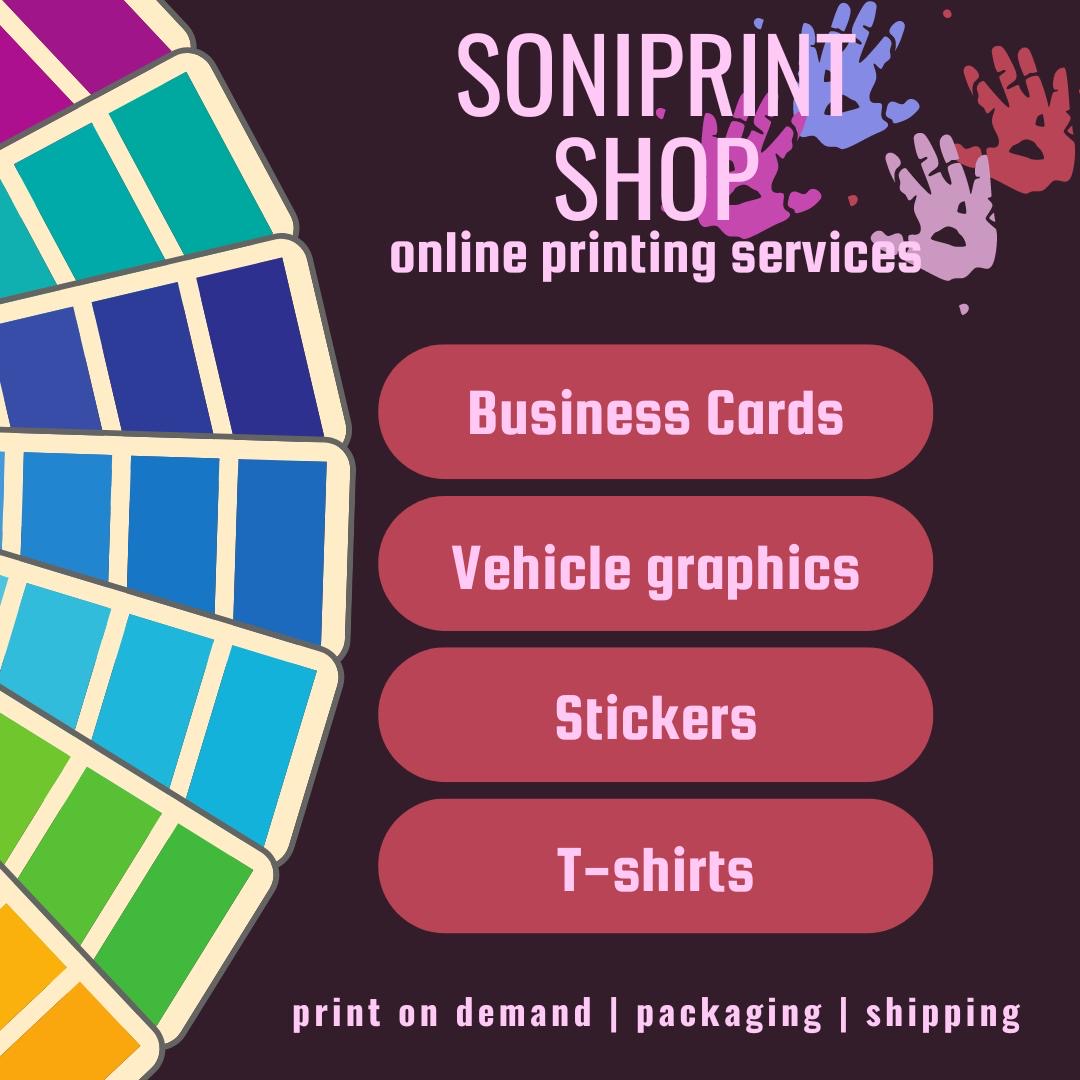 SONIPRINT
SHOP
online printing services
Business Cards
Vehicle graphics
Stickers
T-shirts
print on demand | packaging | shipping